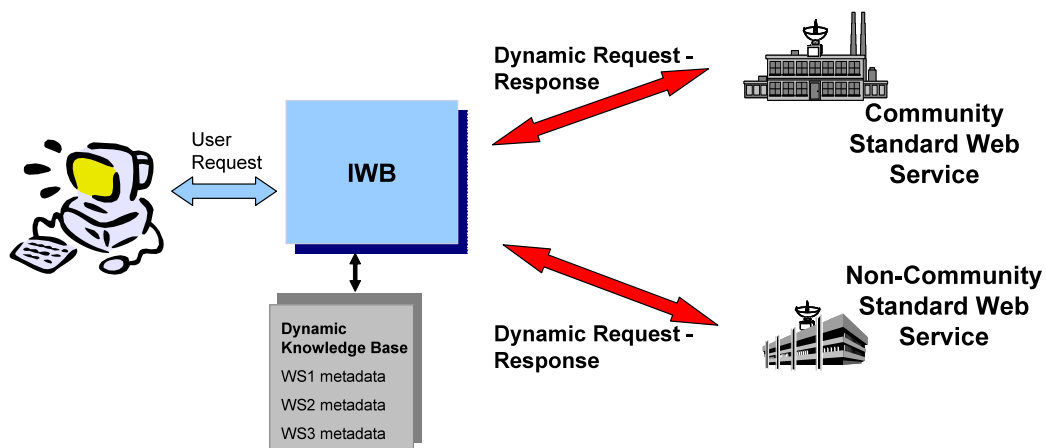 User
Request
IWB
Dynamic
Knowledge Base
WS1 metadata
WS2 metadata
WS3 metadata
Dynamic Request -
Response
Community
Standard Web
Service
Dynamic Request -
Response
Non-Community
Standard Web
Service